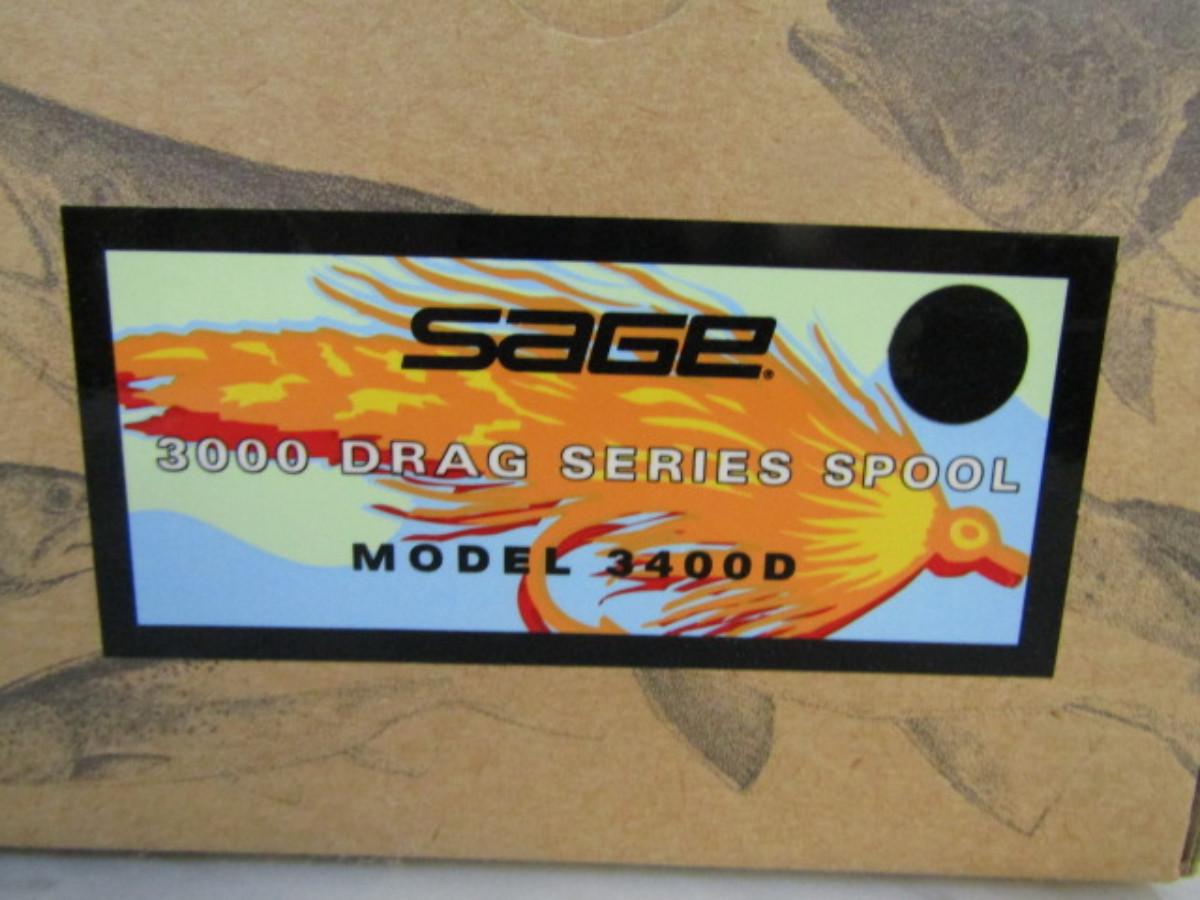 SAGE.
3000 DRAG SERIES SPOOL
MODEL 3400D